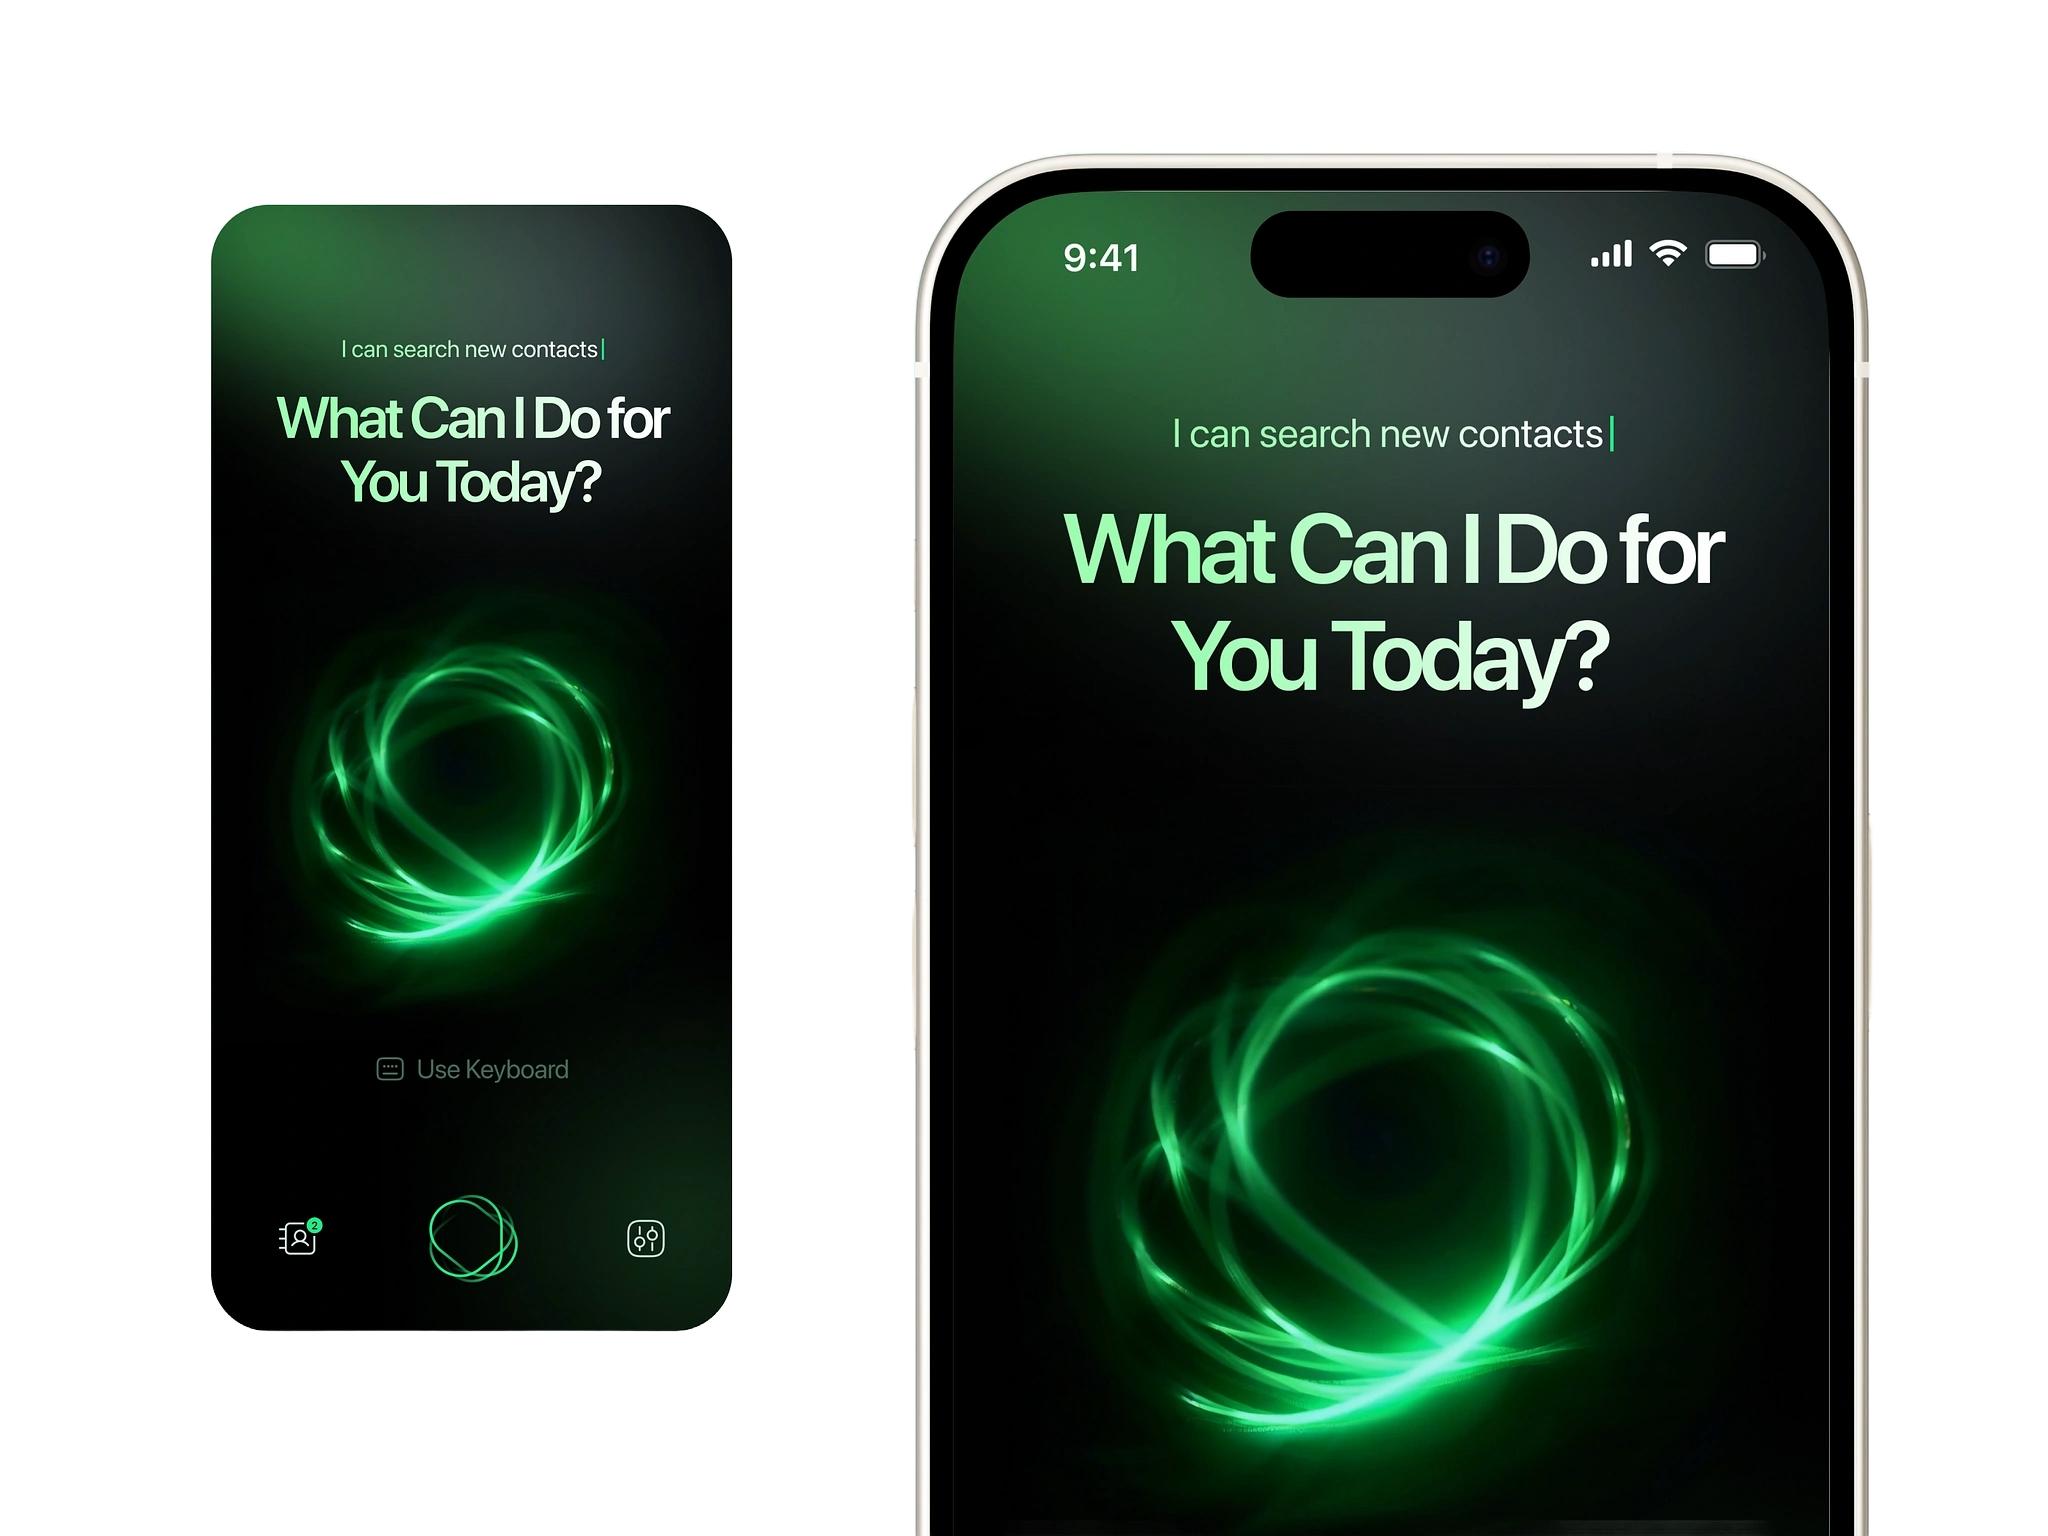 I can search new contacts
What Can I Do for
You Today?
Use Keyboard
2
9:41
I can search new contacts
What Can I Do for
You Today?